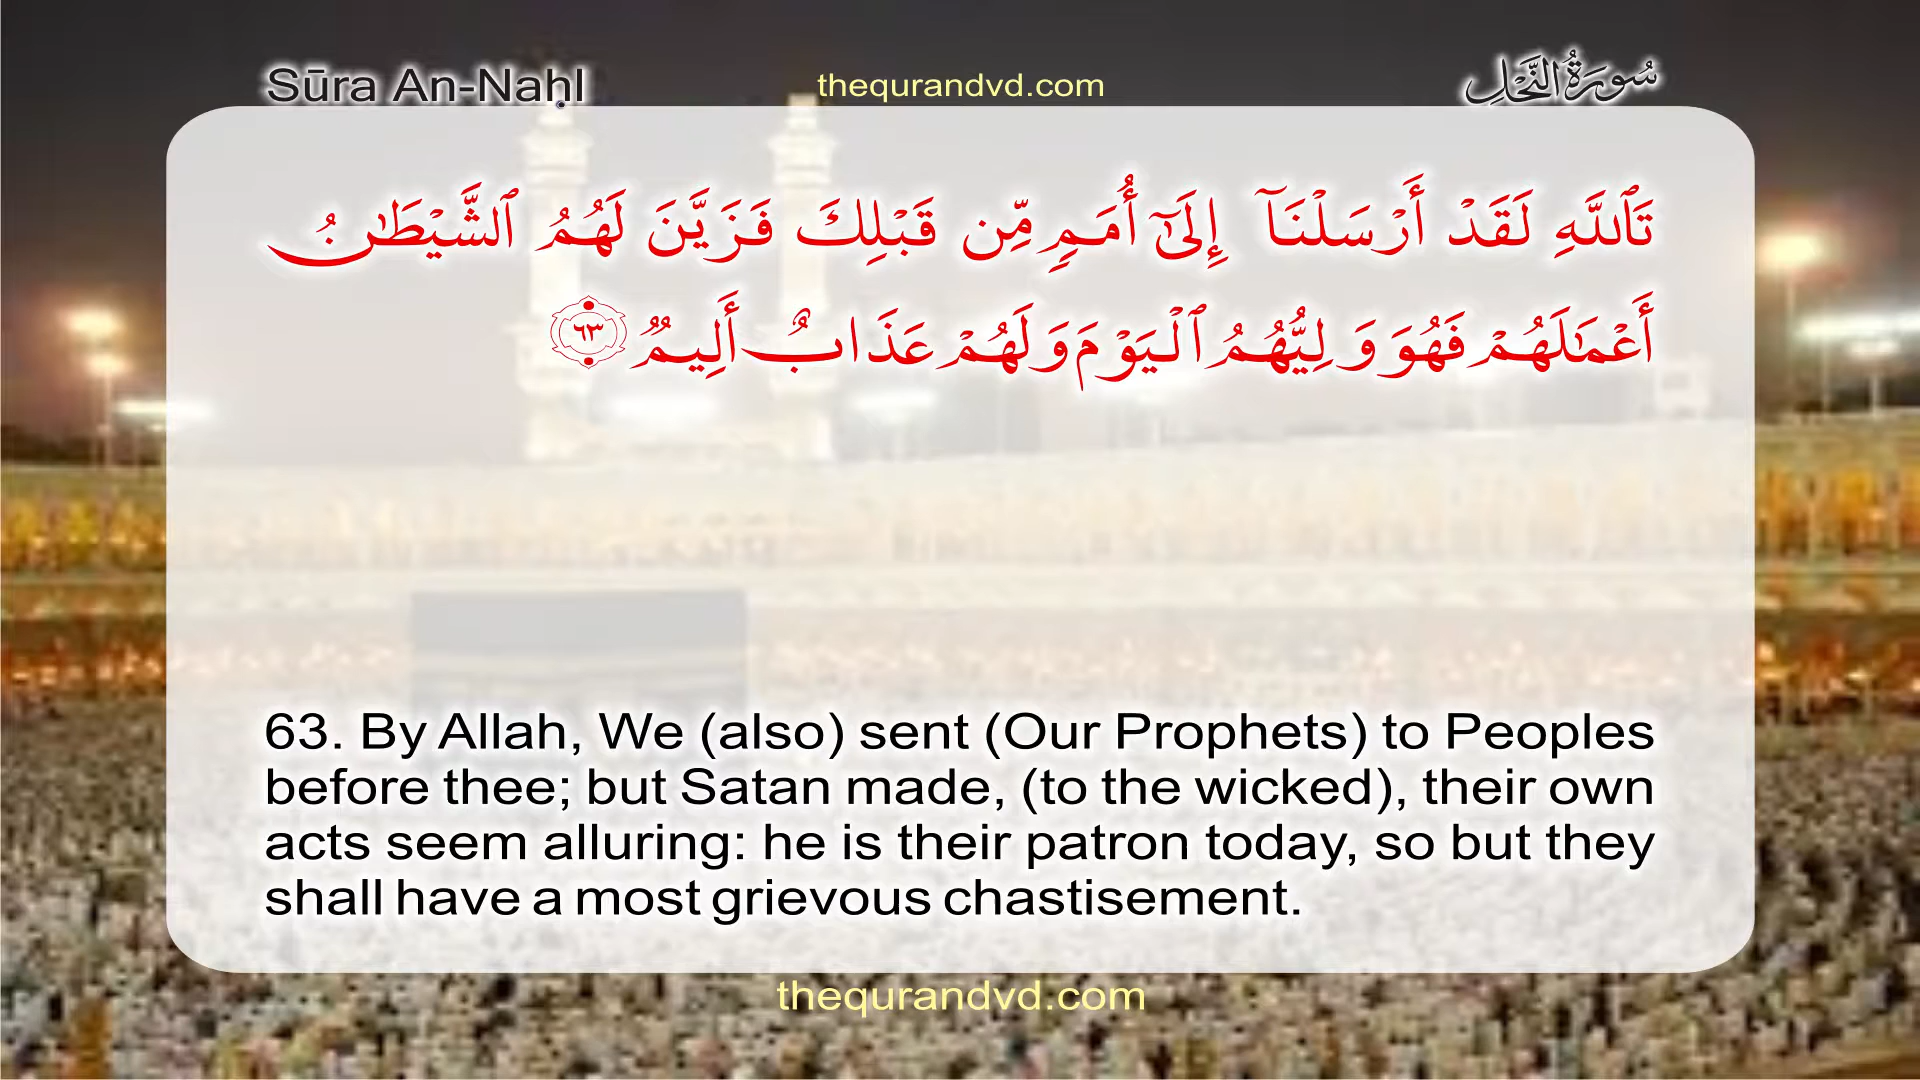 Sūra An-Naḥl
thequrandvd.com
سُورَةُ النَّحْلِ
تَٱللَّهِ لَقَدْ أَرْسَلْنَآ إِلَىٰٓ أُمَمٍ مِّن قَبْلِكَ فَزَيَّنَ لَهُمُ ٱلشَّيْطَٰنُ
أَعْمَٰلَهُمْ فَهُوَ وَلِيُّهُمُ ٱلْيَوْمَ وَلَهُمْ عَذَابٌ أَلِيمٌ ٦٣
63. By Allah, We (also) sent (Our Prophets) to Peoples
before thee; but Satan made, (to the wicked), their own
acts seem alluring: he is their patron today, so but they
shall have a most grievous chastisement.
thequrandvd.com